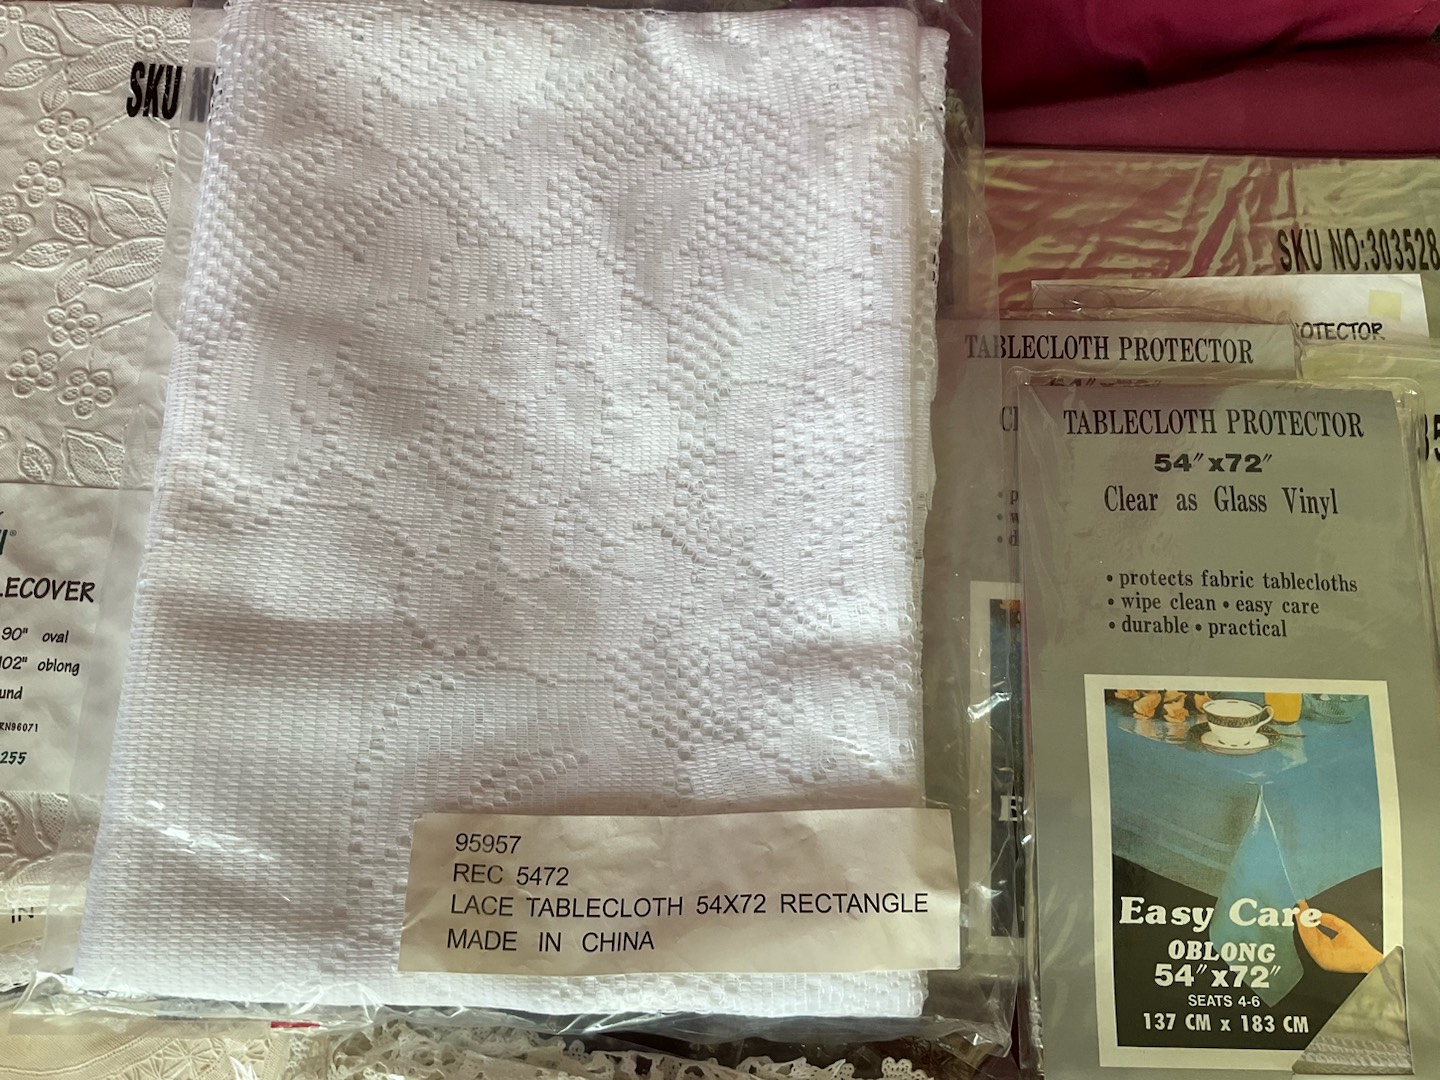 SKU
LECOVER
90" oval
102" oblong
und
RN96071
255
IN
95957
REC 5472
LACE TABLECLOTH 54X72 RECTANGLE
MADE IN CHINA
SKU NO:303528
OTECTOR
TABLECLOTH PROTECTOR
TABLECLOTH PROTECTOR
54" x72"
Clear as Glass Vinyl
• protects fabric tablecloths
• wipe clean • easy care
• durable • practical
Easy Care
OBLONG
54" x72"
SEATS 4-6
137 CM x 183 CM